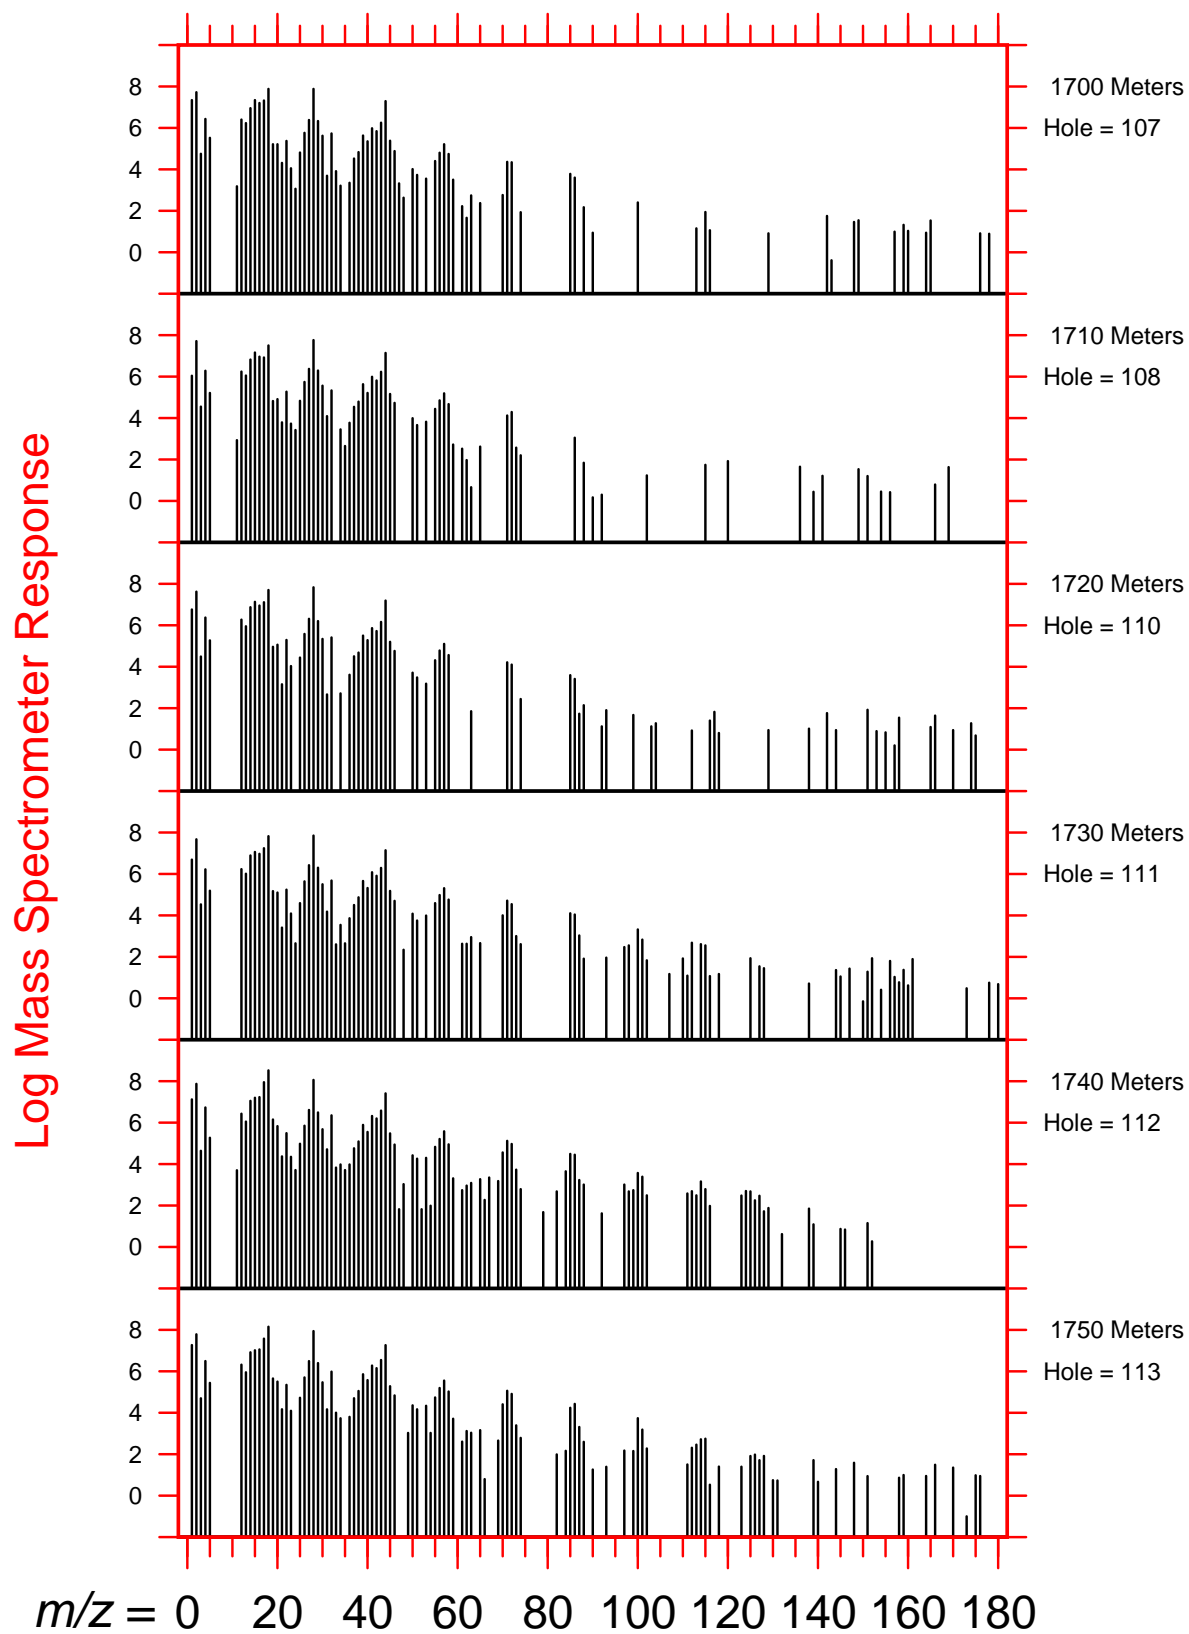 8
1700 Meters
6
Hole = 107
4
2
0
8
1710 Meters
6
Hole = 108
4
2
0
8
1720 Meters
6
Hole = 110
4
2
0
8
1730 Meters
6
Hole = 111
4
2
0
8
1740 Meters
6
Hole = 112
4
2
0
8
1750 Meters
6
Hole = 113
4
2
0
Log Mass Spectrometer Response
m/z = 0 20 40 60 80 100 120 140 160 180